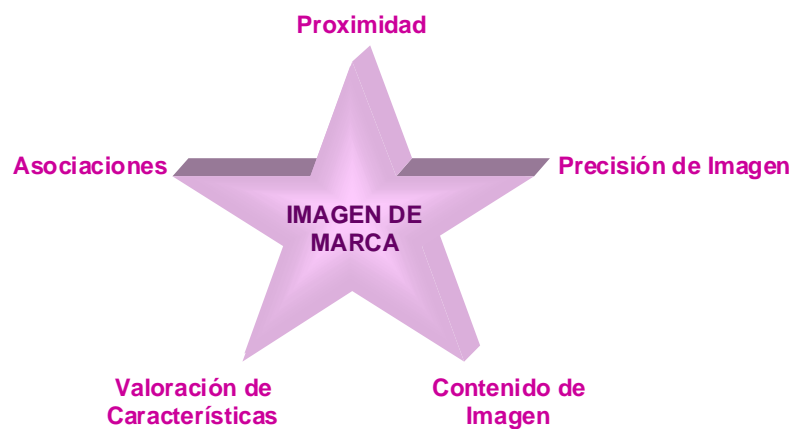 Proximidad
Asociaciones
Precisión de Imagen
IMAGEN DE
MARCA
Valoración de
Características
Contenido de
Imagen